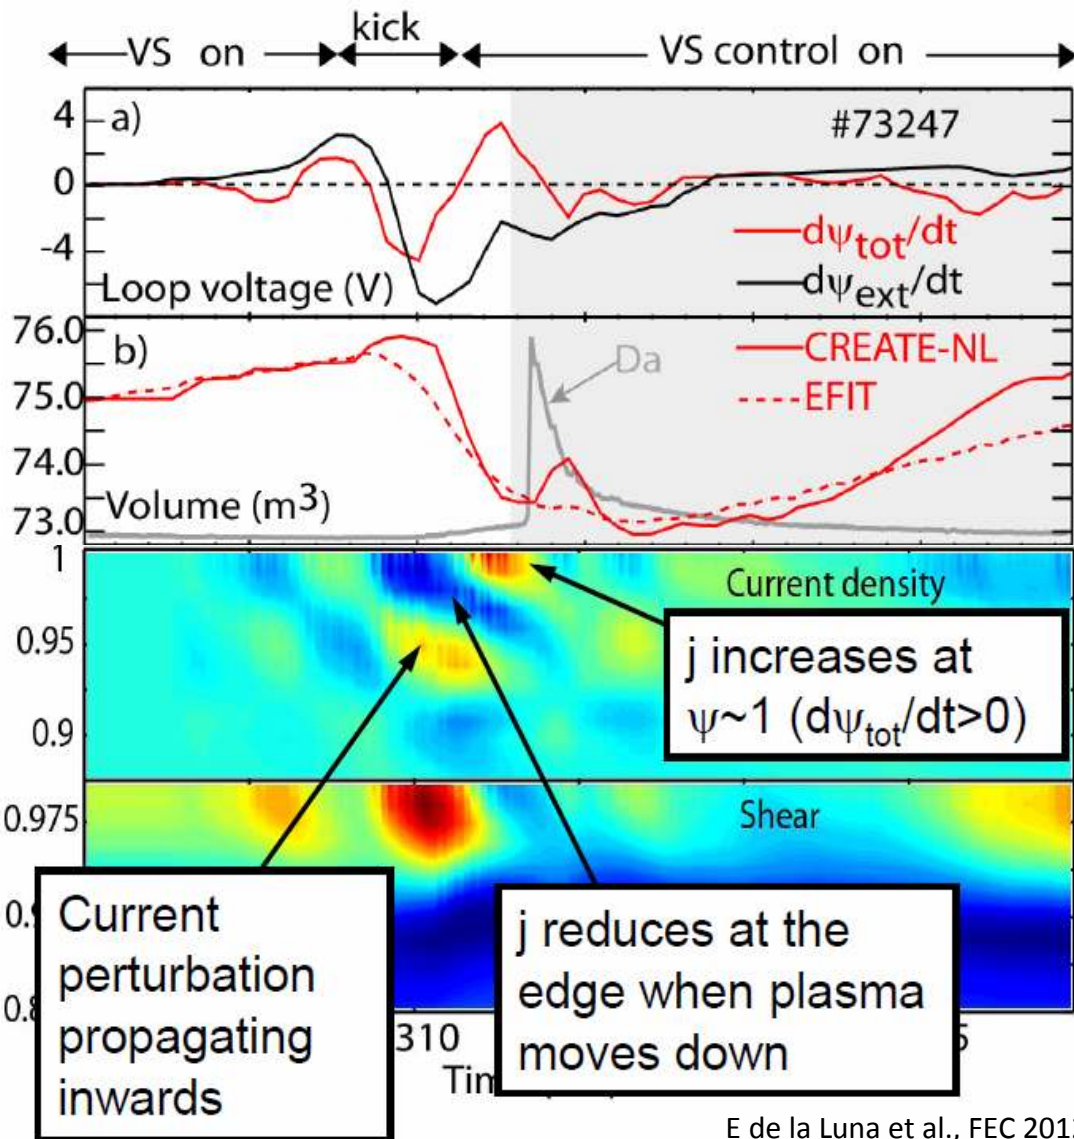 VS on
kick
VS control on
a)
#73247
4
0
-4
dψtot/dt
dψext/dt
Loop voltage (V)
76.0
b)
75.0
74.0
73.0
CREATE-NL
EFIT
Da
Volume (m3)
1
0.95
0.9
Current density
j increases at
ψ~1 (dψtot/dt>0)
0.975
Shear
Current
perturbation
propagating
inwards
j reduces at the
edge when plasma
moves down
310
E de la Luna et al., FEC